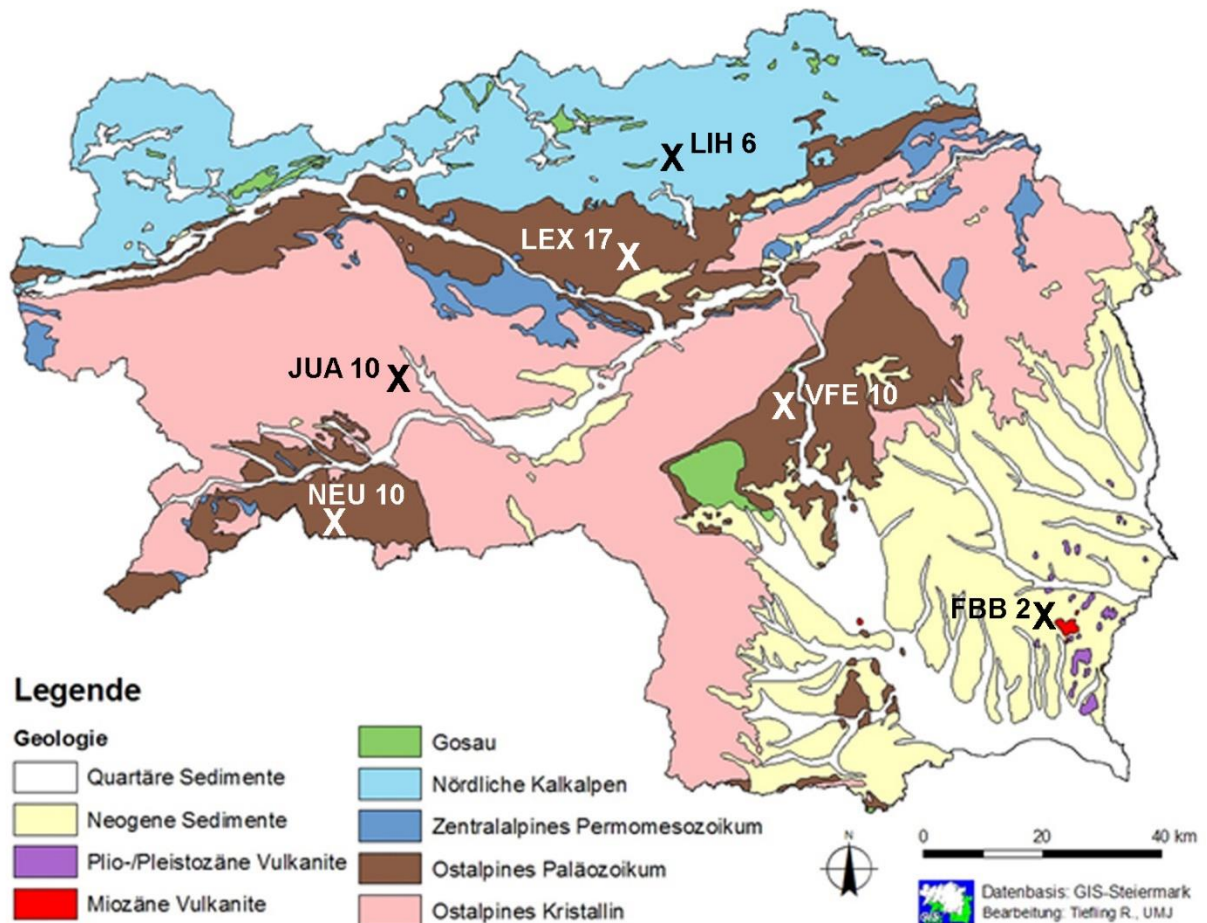 LIH 6
LEX 17
JUA 10
VFE 10
NEU 10
FBB 2
Legende
Geologie
Quartäre Sedimente
Neogene Sedimente
Plio-/Pleistozäne Vulkanite
Miozäne Vulkanite
Gosau
Nördliche Kalkalpen
Zentralalpines Permomesozoikum
Ostalpines Paläozoikum
Ostalpines Kristallin
N
0 20 40 km
GIS
Datenbasis: GIS-Steiermark
Bearbeitung: Tiefling R., UMJ